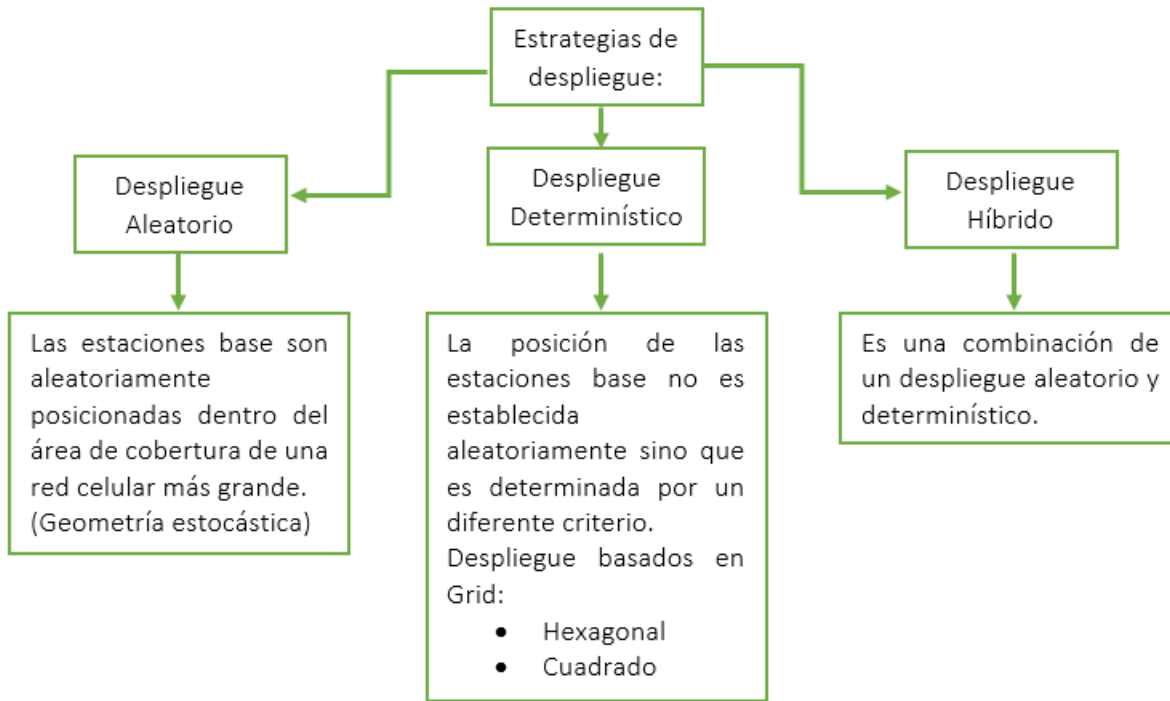 Estrategias de
despliegue:
Despliegue
Aleatorio
Despliegue
Determinístico
Despliegue
Híbrido
Las estaciones base son
aleatoriamente
posicionadas dentro del
área de cobertura de una
red celular más grande.
(Geometría estocástica)
La posición de las
estaciones base no es
establecida
aleatoriamente sino que
es determinada por un
diferente criterio.
Despliegue basados en
Grid:
• Hexagonal
• Cuadrado
Es una combinación de
un despliegue aleatorio y
determinístico.